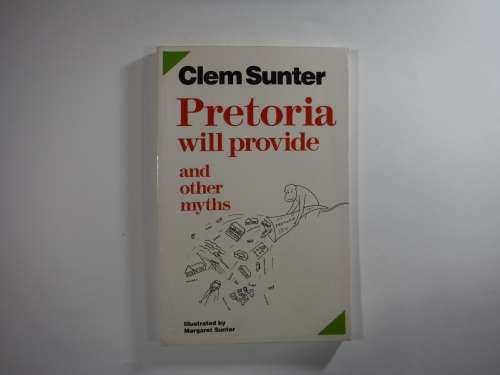 Clem Sunter
Pretoria
will provide
and
other
myths
Illustrated by
Margaret Sunter